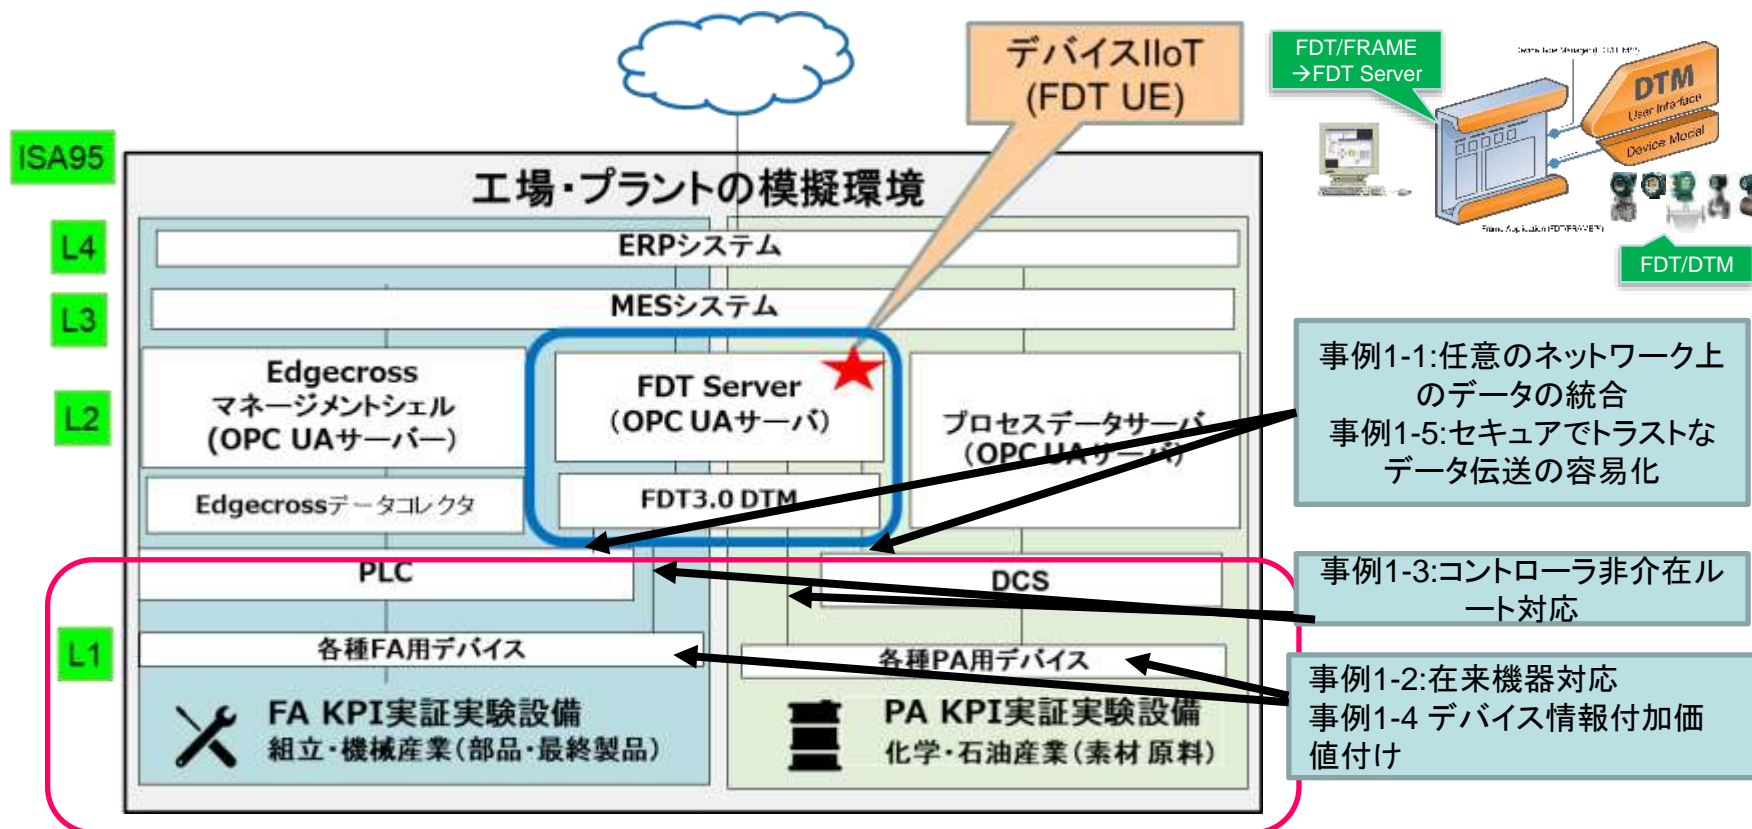 デバイスIIoT
(FDT UE)
FDT/FRAME
→FDT Server
DTM
User Interface
Device Model
FDT/DTM
ISA95
工場・プラントの模擬環境
L4
ERPシステム
L3
MESシステム
L2
Edgecross
マネージメントシェル
(OPC UAサーバー)
FDT Server
(OPC UAサーバ)
プロセスデータサーバ
(OPC UAサーバ)
Edgecrossデータコレクタ
FDT3.0 DTM
PLC
DCS
L1
各種FA用デバイス
各種PA用デバイス
FA KPI実証実験設備
組立・機械産業(部品・最終製品)
PA KPI実証実験設備
化学・石油産業(素材 原料)
事例1-1:任意のネットワーク上
のデータの統合
事例1-5:セキュアでトラストな
データ伝送の容易化
事例1-3:コントローラ非介在ル
ート対応
事例1-2:在来機器対応
事例1-4 デバイス情報付加価
値付け